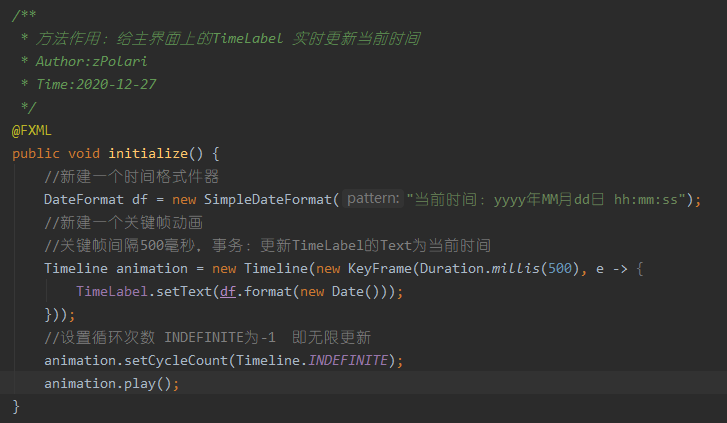 /**
 * 方法作用：给主界面上的TimeLabel 实时更新当前时间
 * Author:zPoLari
 * Time:2020-12-27
 */
@FXML
public void initialize() {
    //新建一个时间格式件器
    DateFormat df = new SimpleDateFormat( pattern: "当前时间：yyyy年MM月dd日 hh:mm:ss");
    //新建一个关键帧动画
    //关键帧间隔500毫秒，事务：更新TimeLabel的Text为当前时间
    Timeline animation = new Timeline(new KeyFrame(Duration.millis(500), e -> {
        TimeLabel.setText(df.format(new Date()));
    }));
    //设置循环次数 INDEFINITE为-1  即无限更新
    animation.setCycleCount(Timeline.INDEFINITE);
    animation.play();
}